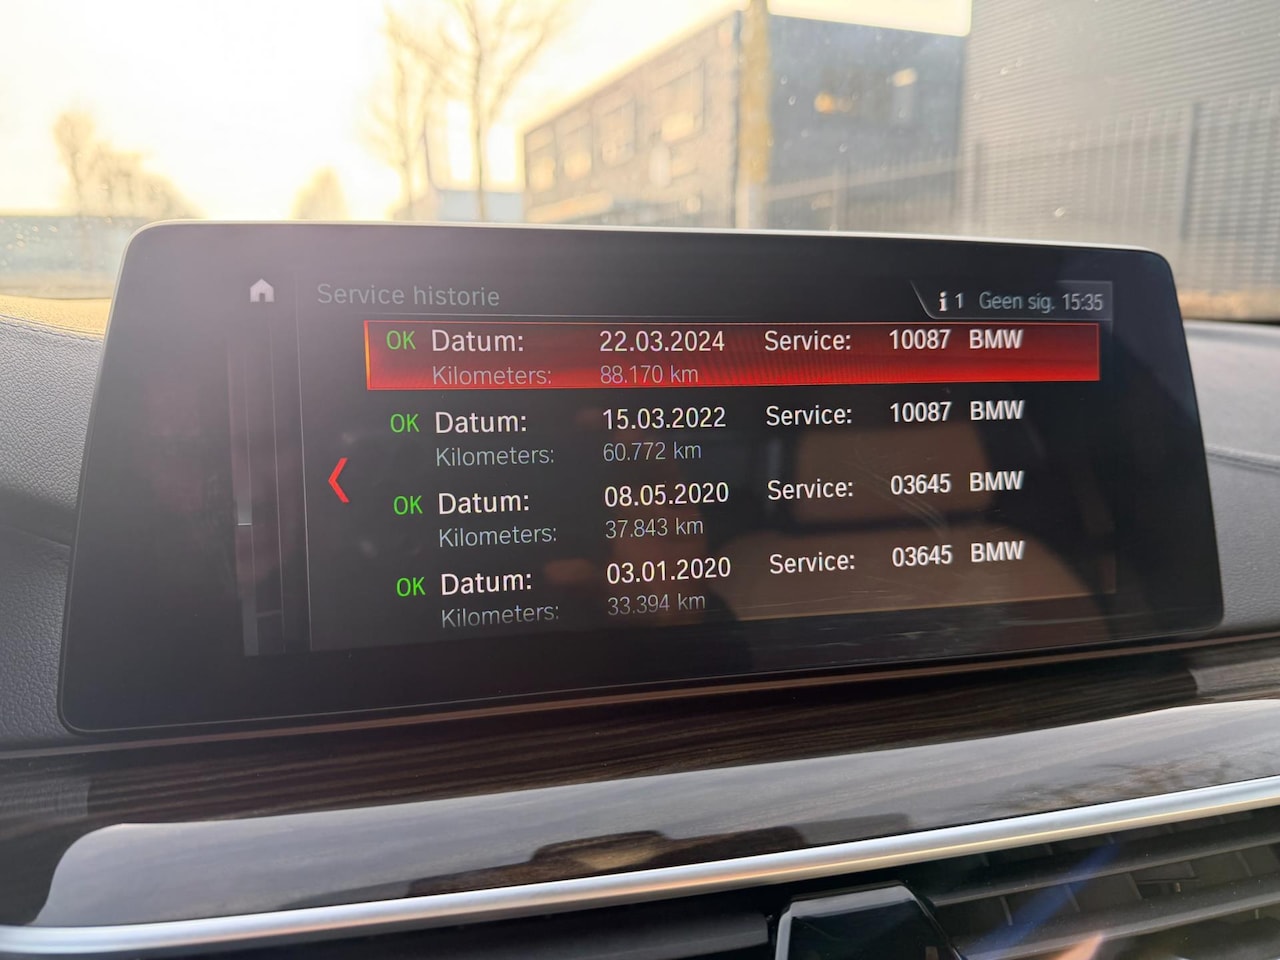 Service historie
i 1 Geen sig. 15:35
OK Datum: 22.03.2024 Service: 10087 BMW
Kilometers: 88.170 km
OK Datum: 15.03.2022 Service: 10087 BMW
Kilometers: 60.772 km
OK Datum: 08.05.2020 Service: 03645 BMW
Kilometers: 37.843 km
OK Datum: 03.01.2020 Service: 03645 BMW
Kilometers: 33.394 km